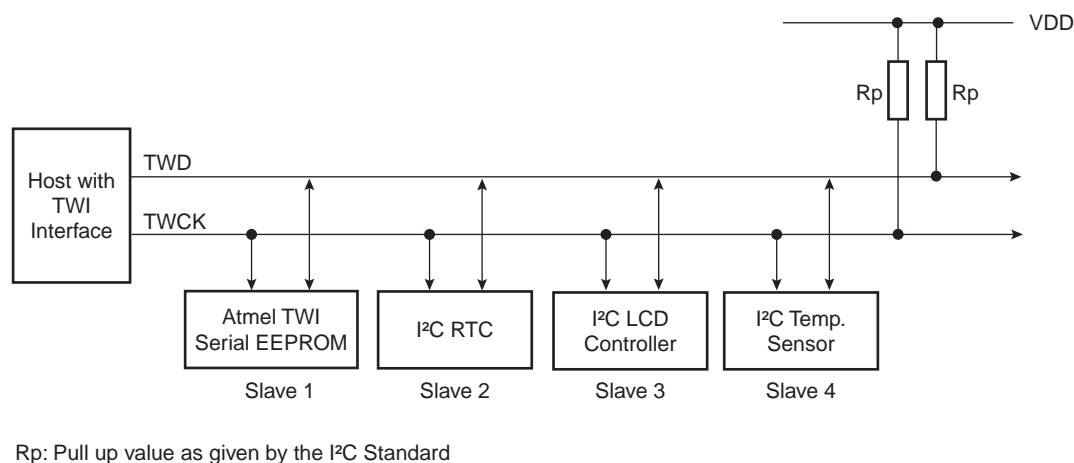 VDD
Rp
Rp
Host with
TWI
Interface
TWD
TWCK
Atmel TWI
Serial EEPROM
I²C RTC
I²C LCD
Controller
I²C Temp.
Sensor
Slave 1
Slave 2
Slave 3
Slave 4
Rp: Pull up value as given by the I²C Standard